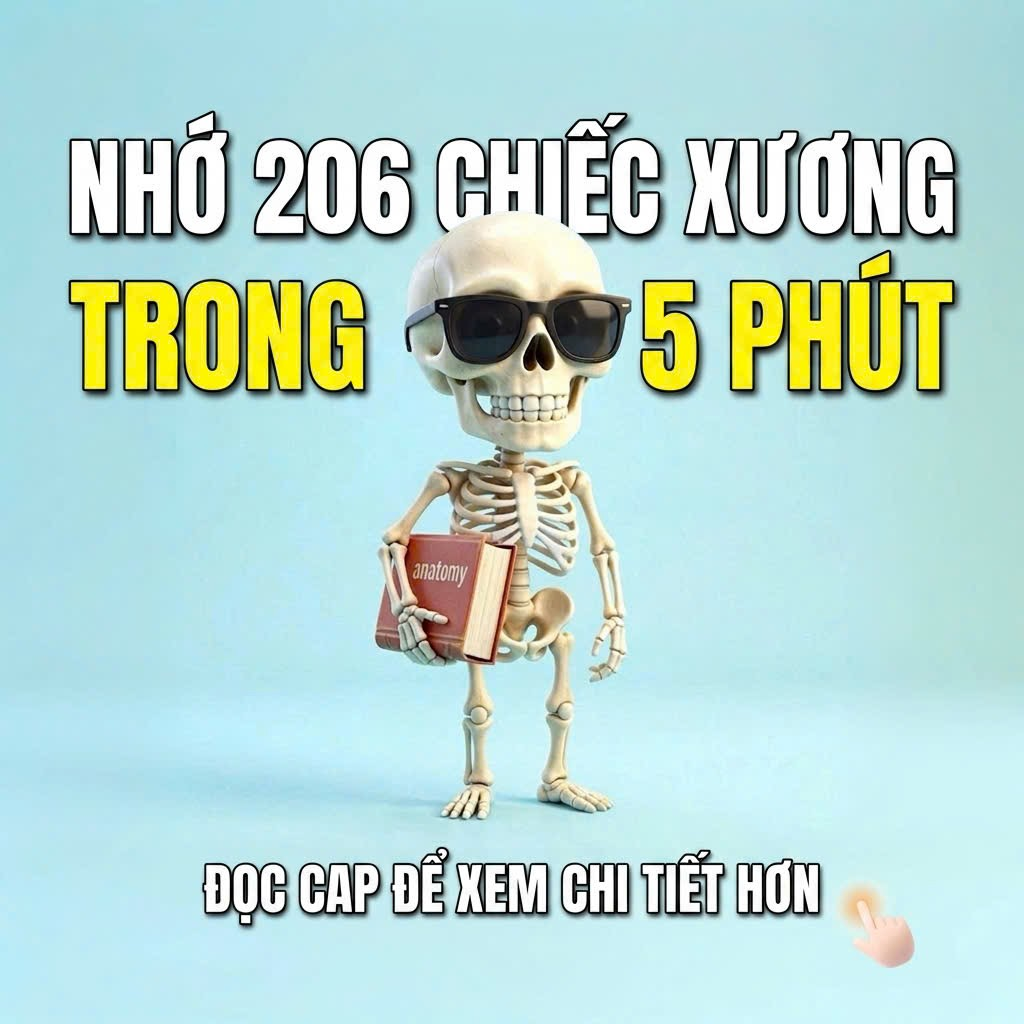 NHỚ 206 CHIẾC XƯƠNG
TRONG 5 PHÚT
anatomy
ĐỌC CAP ĐỂ XEM CHI TIẾT HƠN